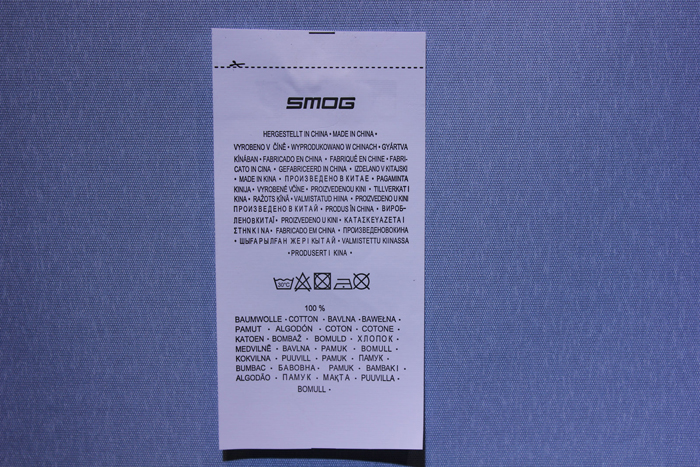 SMOG
HERGESTELLT IN CHINA • MADE IN CHINA •
VYROBENO V ČÍNĚ • WYPRODUKOWANO W CHINACH • GYÁRTVA
KÍNÁBAN • FABRICADO EN CHINA • FABRIQUÉ EN CHINE • FABRI-
CATO IN CINA • GEFABRICEERD IN CHINA • IZDELANO V KITAJSKI
• MADE IN KINA • ПРОИЗВЕДЕНО В КИТАЕ • PAGAMINTA
KINIJA • VYROBENÉ VČÍNE • PROIZVEDENOU KINI • TILLVERKAT I
KINA • RAŽOTS ĶĪNĀ • VALMISTATUD HIINA • PROIZVEDENO U KINI
ПРОИЗВЕДЕНО В КИТАЙ • PRODUS ÎN CHINA • ВИРОБ-
ЛЕНОВКИТАЇ • PROIZVEDENO U KINI • ΚΑΤΑΣΚΕΥΑΖΕΤΑΙ
ΣΤΗΝ ΚΙΝΑ • FABRICADO EM CHINA • ПРОИЗВЕДЕНОВОКИНА
• ШЫҒАРЫЛҒАН ЖЕРІ ҚЫТАЙ • VALMISTETTU KIINASSA
• PRODUSERT I KINA •
30°C
100 %
BAUMWOLLE • COTTON • BAVLNA • BAWEŁNA •
PAMUT • ALGODÓN • COTON • COTONE •
KATOEN • BOMBAŽ • BOMULD • ХЛОПОК •
MEDVILNĖ • BAVLNA • PAMUK • BOMULL •
KOKVILNA • PUUVILL • PAMUK • ПАМУК •
BUMBAC • БАВОВНА • PAMUK • BAMBAKI •
ALGODÃO • ПАМУК • МАҚТА • PUUVILLA •
BOMULL •